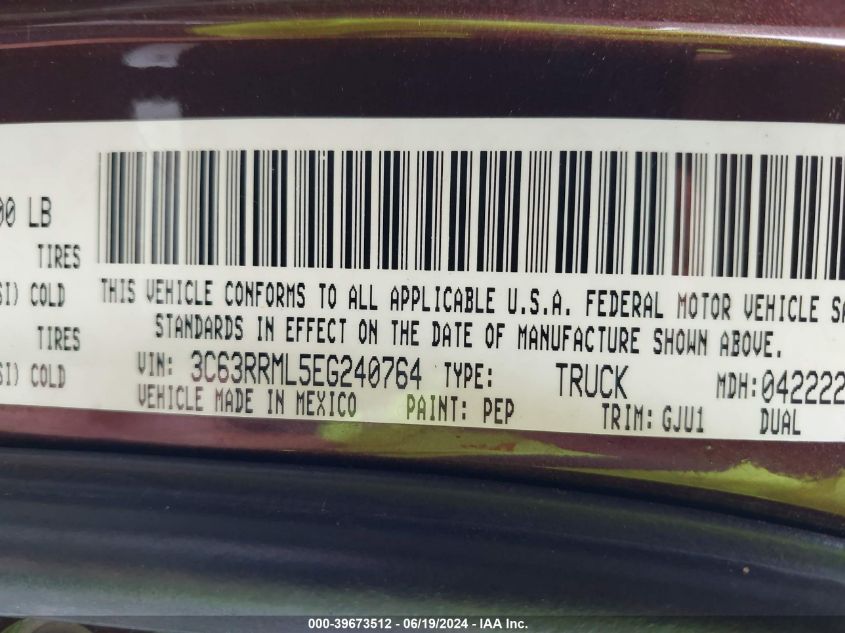 00 LB
TIRES
SI) COLD
TIRES
SI) COLD
THIS VEHICLE CONFORMS TO ALL APPLICABLE U.S.A. FEDERAL MOTOR VEHICLE SA
STANDARDS IN EFFECT ON THE DATE OF MANUFACTURE SHOWN ABOVE.
VIN: 3C63RRML5EG240764 TYPE: TRUCK MDH:042222
VEHICLE MADE IN MEXICO PAINT: PEP TRIM: GJU1 DUAL
000-39673512 - 06/19/2024 - IAA Inc.